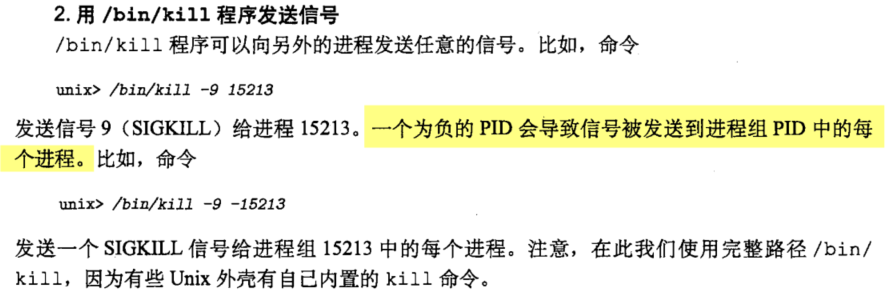 2. 用 /bin/kill 程序发送信号
/bin/kill 程序可以向另外的进程发送任意的信号。比如，命令
unix> /bin/kill -9 15213
发送信号 9（SIGKILL）给进程 15213。一个为负的 PID 会导致信号被发送到进程组 PID 中的每
个进程。比如，命令
unix> /bin/kill -9 -15213
发送一个 SIGKILL 信号给进程组 15213 中的每个进程。注意，在此我们使用完整路径 /bin/
kill，因为有些 Unix 外壳有自己内置的 kill 命令。